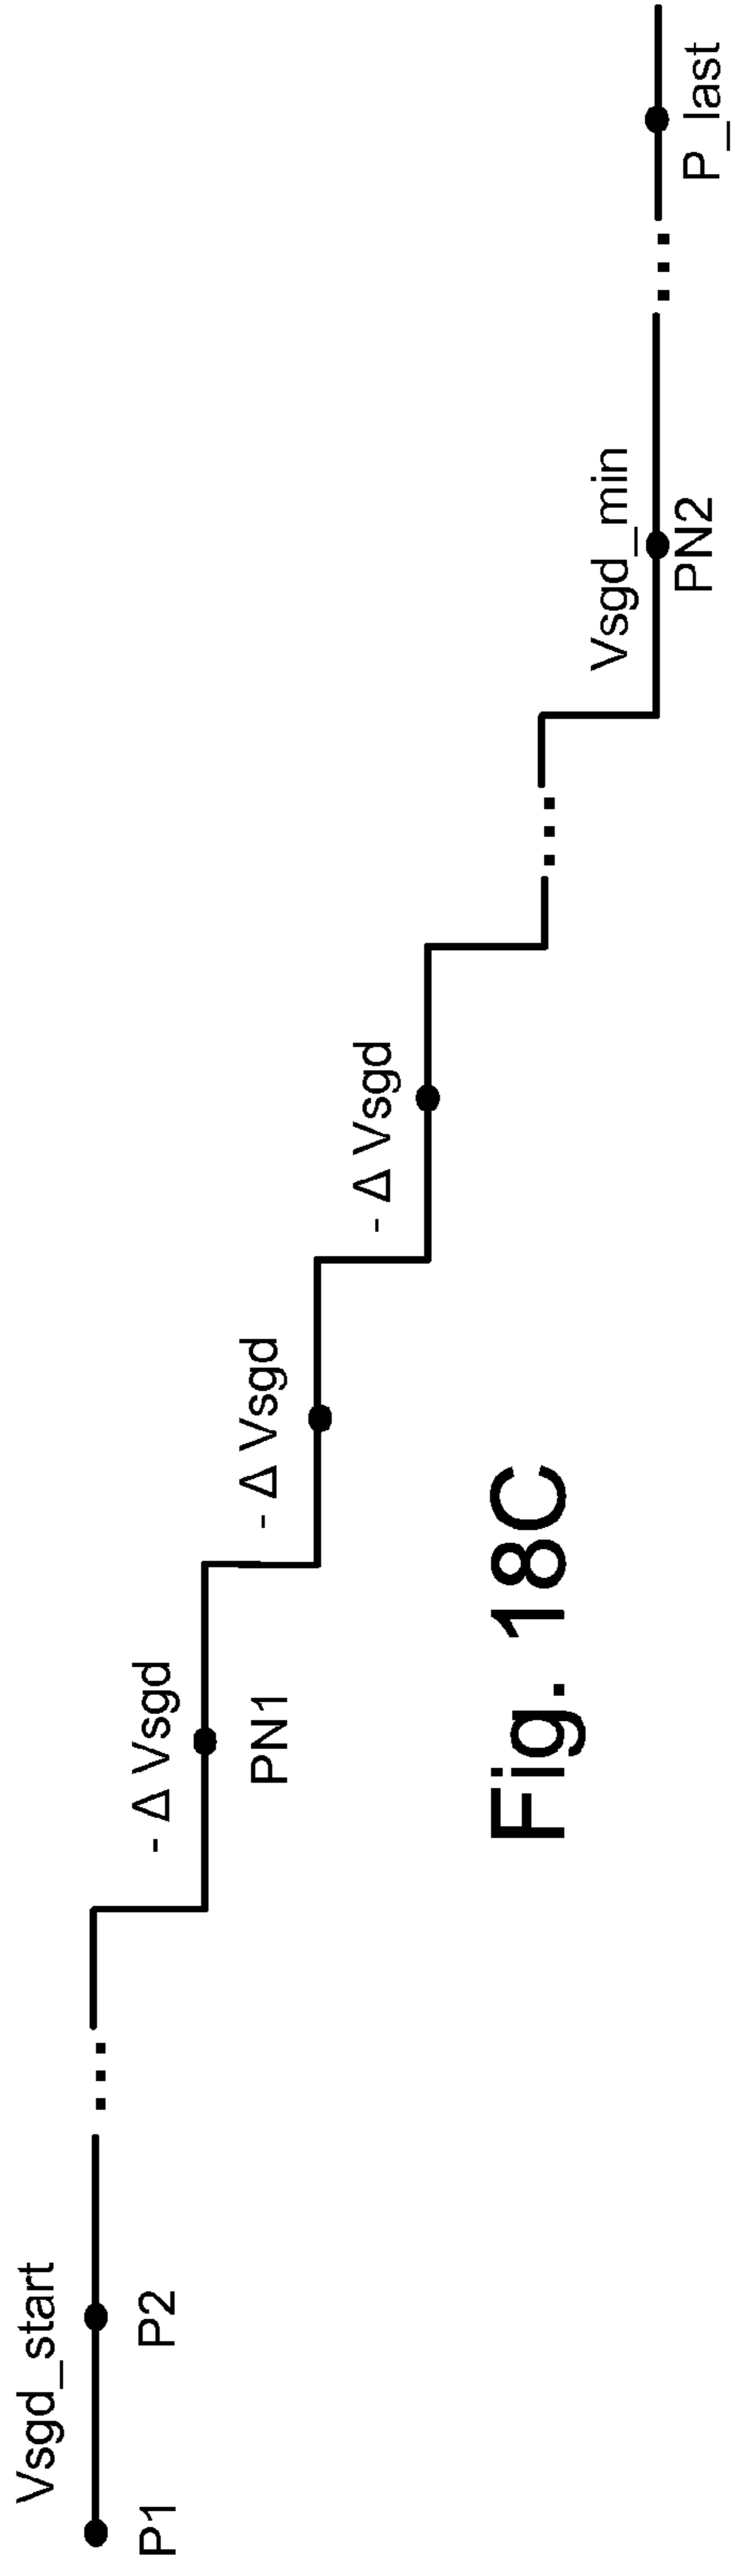 Vsgd_start
P1
P2
- Δ Vsgd
PN1
- Δ Vsgd
- Δ Vsgd
Vsgd_min
PN2
P_last
Fig. 18C